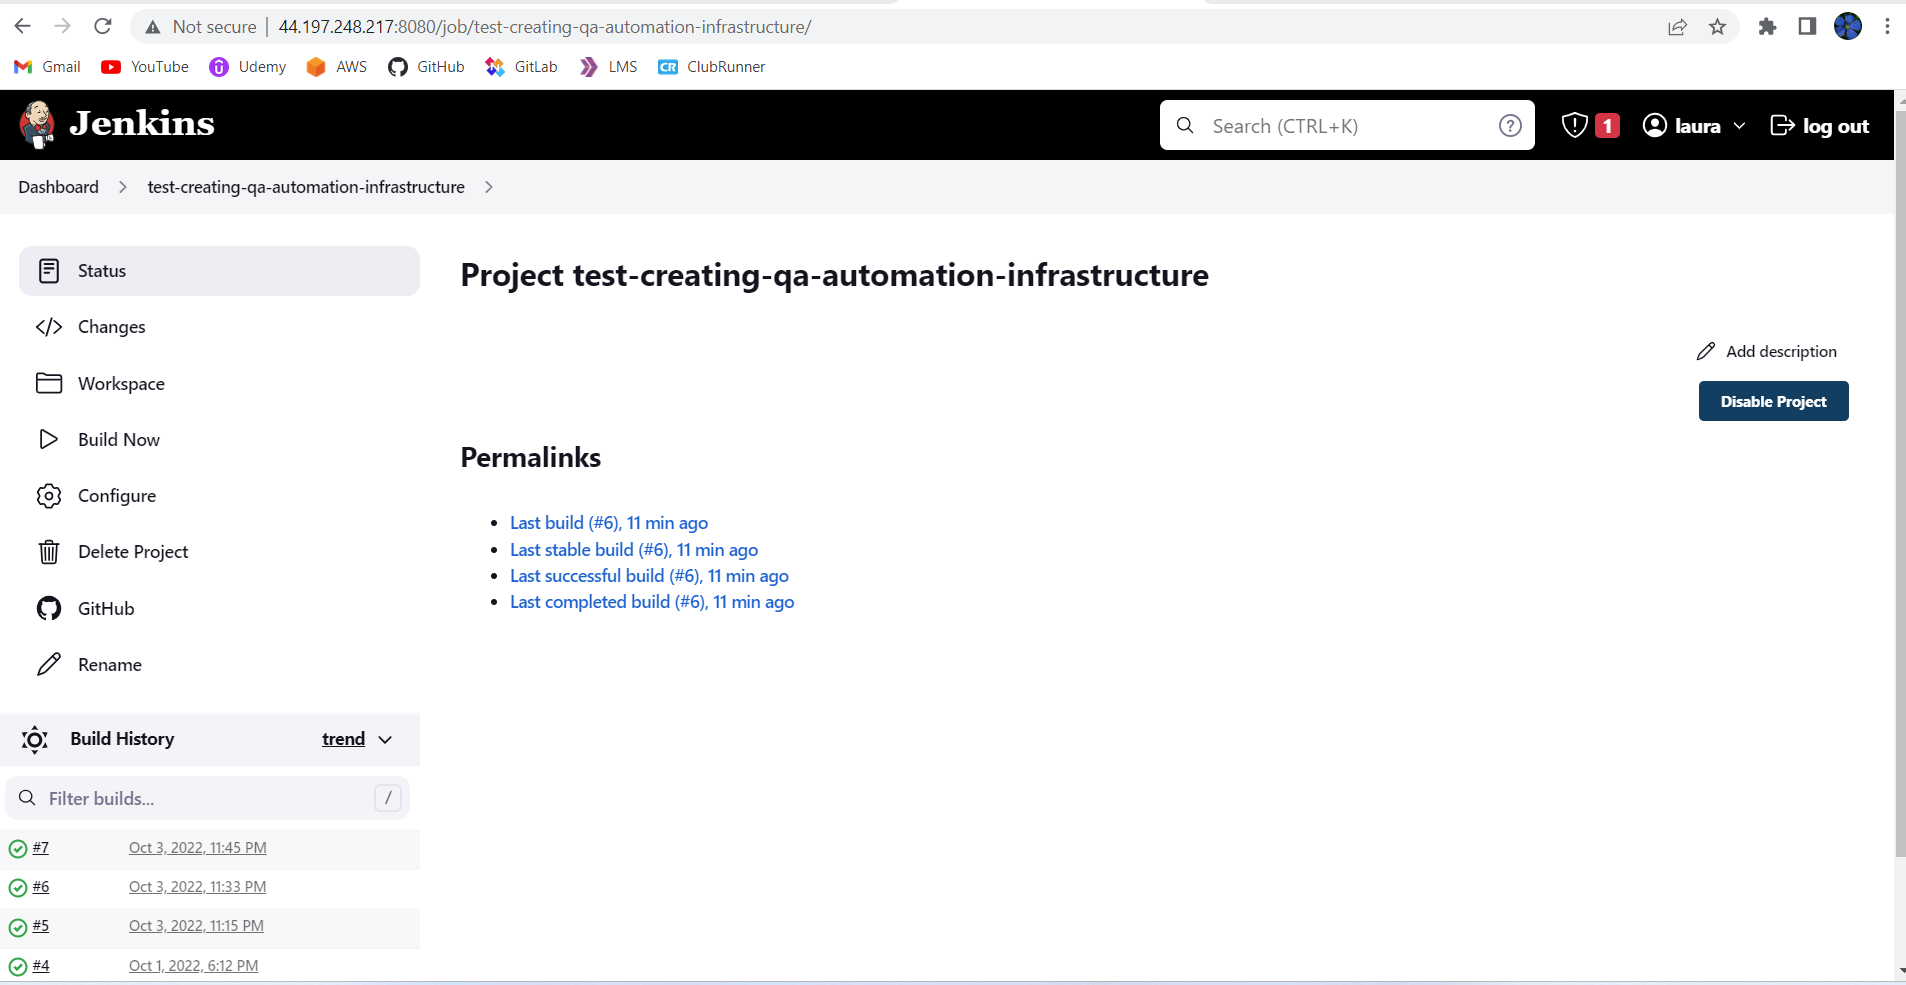 Not secure | 44.197.248.217:8080/job/test-creating-qa-automation-infrastructure/
Gmail YouTube Udemy AWS GitHub GitLab LMS CR ClubRunner
Jenkins Search (CTRL+K) ? ! 1 laura log out
Dashboard > test-creating-qa-automation-infrastructure >
Status
Changes
Workspace
Build Now
Configure
Delete Project
GitHub
Rename
Project test-creating-qa-automation-infrastructure
Add description
Disable Project
Permalinks
• Last build (#6), 11 min ago
• Last stable build (#6), 11 min ago
• Last successful build (#6), 11 min ago
• Last completed build (#6), 11 min ago
Build History trend
Filter builds... /
#7 Oct 3, 2022, 11:45 PM
#6 Oct 3, 2022, 11:33 PM
#5 Oct 3, 2022, 11:15 PM
#4 Oct 1, 2022, 6:12 PM